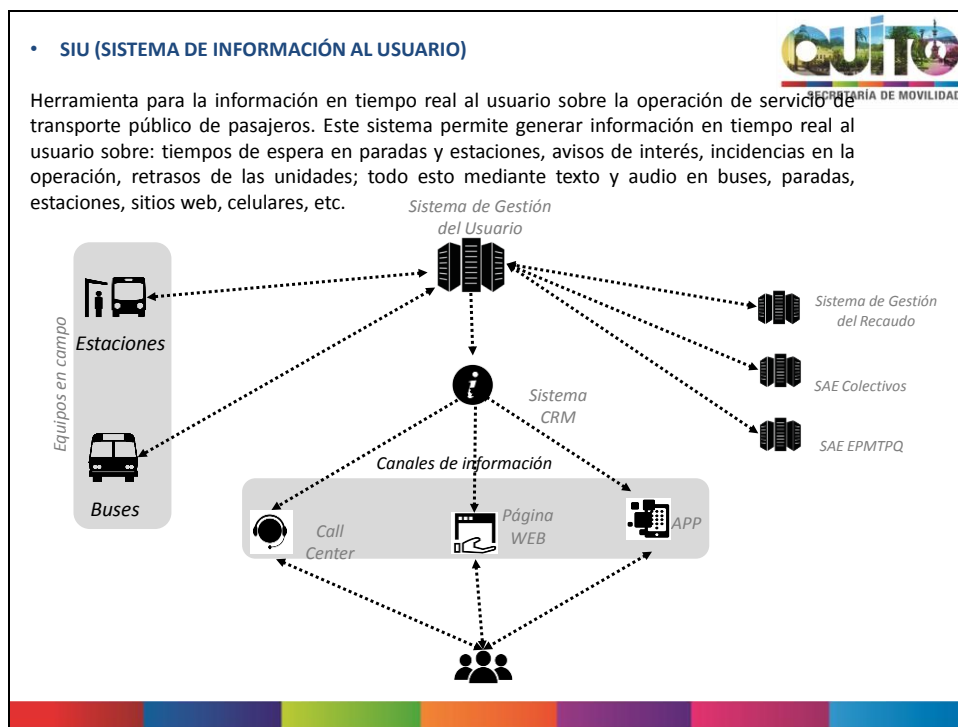 • SIU (SISTEMA DE INFORMACIÓN AL USUARIO)
QUITO
SECRETARÍA DE MOVILIDAD
Herramienta para la información en tiempo real al usuario sobre la operación de servicio de
transporte público de pasajeros. Este sistema permite generar información en tiempo real al
usuario sobre: tiempos de espera en paradas y estaciones, avisos de interés, incidencias en la
operación, retrasos de las unidades; todo esto mediante texto y audio en buses, paradas,
estaciones, sitios web, celulares, etc.
Sistema de Gestión
del Usuario
Equipos en campo
Estaciones
Buses
Sistema de Gestión
del Recaudo
SAE Colectivos
SAE EPMTPQ
Sistema
CRM
Canales de información
Call
Center
Página
WEB
APP